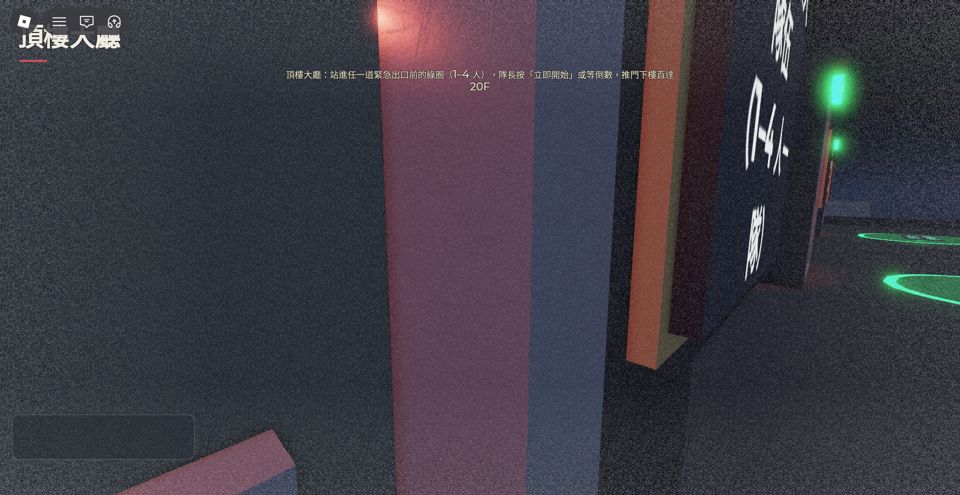 頂樓大廳
頂樓大廳：站進任一道緊急出口前的綠圈（1–4 人），隊長按「立即開始」或等倒數，推門下樓直達
20F
(1–4 人一
隊)